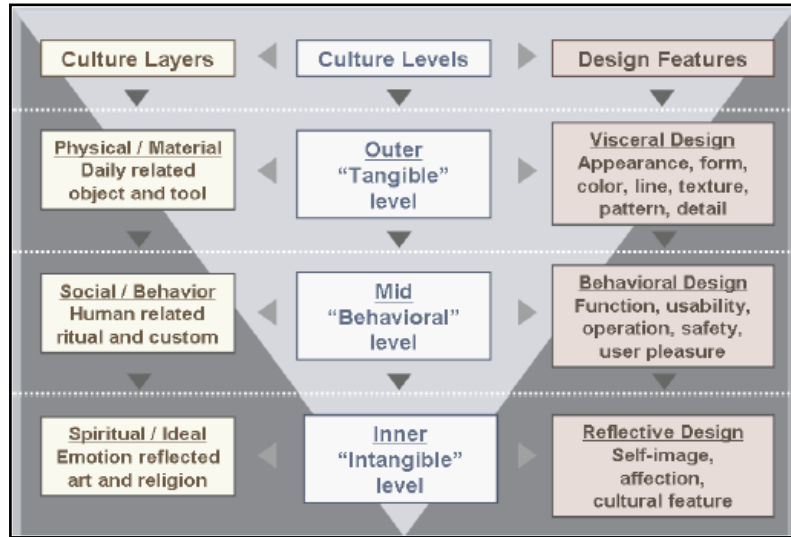 Culture Layers
Culture Levels
Design Features
Physical / Material
Daily related
object and tool
Outer
“Tangible”
level
Visceral Design
Appearance, form,
color, line, texture,
pattern, detail
Social / Behavior
Human related
ritual and custom
Mid
“Behavioral”
level
Behavioral Design
Function, usability,
operation, safety,
user pleasure
Spiritual / Ideal
Emotion reflected
art and religion
Inner
“Intangible”
level
Reflective Design
Self-image,
affection,
cultural feature